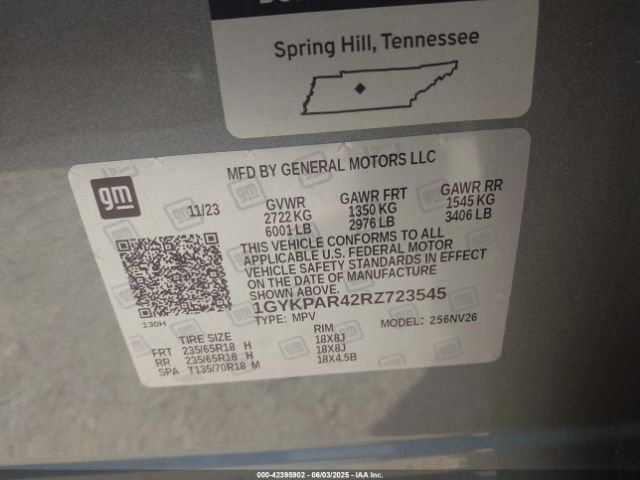 Spring Hill, Tennessee
MFD BY GENERAL MOTORS LLC
gm
11/23
GVWR GAWR FRT GAWR RR
2722 KG 1350 KG 1545 KG
6001 LB 2976 LB 3406 LB
THIS VEHICLE CONFORMS TO ALL
APPLICABLE U.S. FEDERAL MOTOR
VEHICLE SAFETY STANDARDS IN EFFECT
ON THE DATE OF MANUFACTURE
SHOWN ABOVE.
1GYKPAR42RZ723545
TYPE: MPV MODEL: 256NV26
130H
TIRE SIZE RIM
FRT 235/65R18 H 18X8J
RR 235/65R18 H 18X8J
SPA T135/70R18 M 18X4.5B
000-42395902 - 06/03/2025 - IAA Inc.